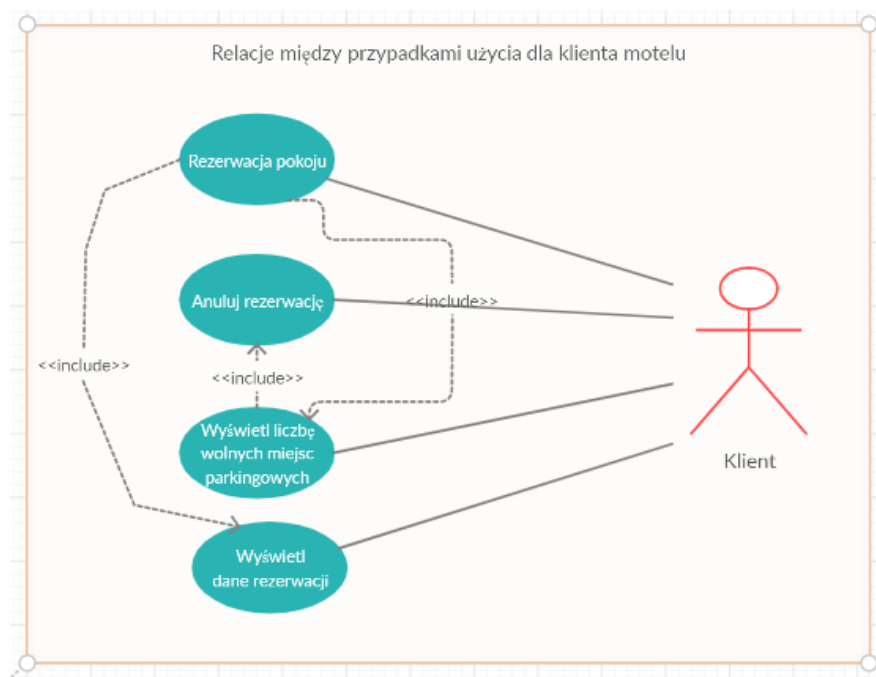 Relacje między przypadkami użycia dla klienta motelu
Rezerwacja pokoju
Anuluj rezerwację
<<include>>
<<include>>
<<include>>
Wyświetl liczbę
wolnych miejsc
parkingowych
Klient
Wyświetl
dane rezerwacji